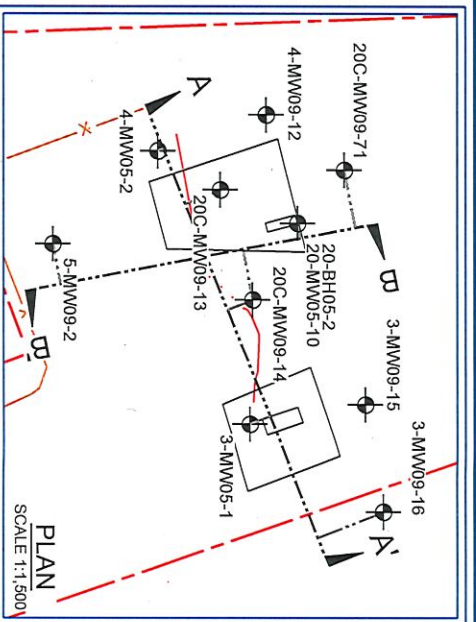 A
4-MW05-2
4-MW09-12
20C-MW09-71
20C-MW09-13
20-BH05-2
20-MW05-10
B
5-MW09-2
B
20C-MW09-14
3-MW09-15
3-MW05-1
3-MW09-16
A'
X
PLAN
SCALE 1:1,500